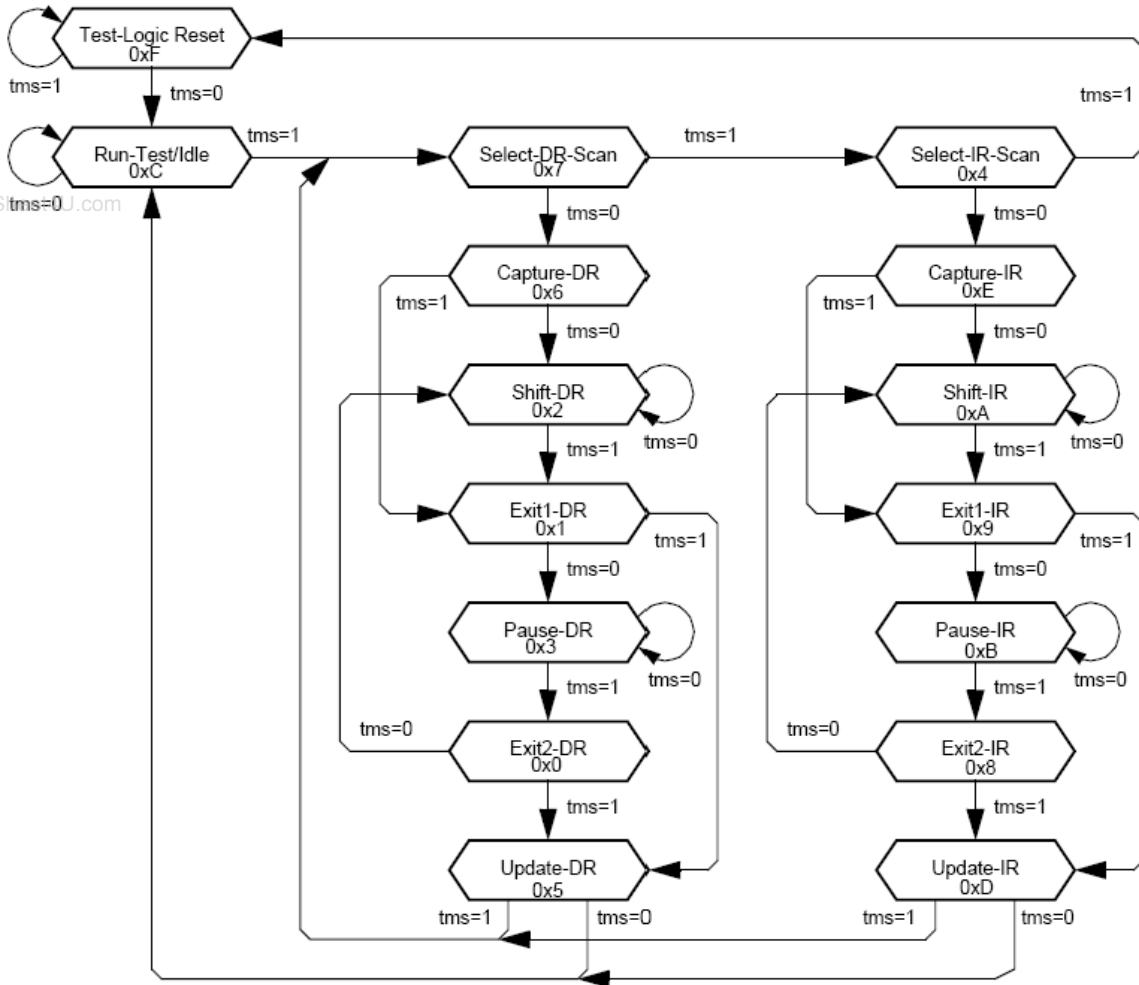 Test-Logic Reset
0xF
tms=1
tms=0
tms=1
Run-Test/Idle
0xC
tms=1
Select-DR-Scan
0x7
tms=1
Select-IR-Scan
0x4
tms=0
.com
tms=0
tms=0
Capture-DR
0x6
Capture-IR
0xE
tms=1
tms=0
tms=1
tms=0
Shift-DR
0x2
Shift-IR
0xA
tms=0
tms=0
tms=1
tms=1
Exit1-DR
0x1
tms=1
Exit1-IR
0x9
tms=1
tms=0
tms=0
Pause-DR
0x3
Pause-IR
0xB
tms=0
tms=0
tms=1
tms=1
tms=0
Exit2-DR
0x0
tms=0
Exit2-IR
0x8
tms=1
tms=1
Update-DR
0x5
Update-IR
0xD
tms=1
tms=0
tms=1
tms=0